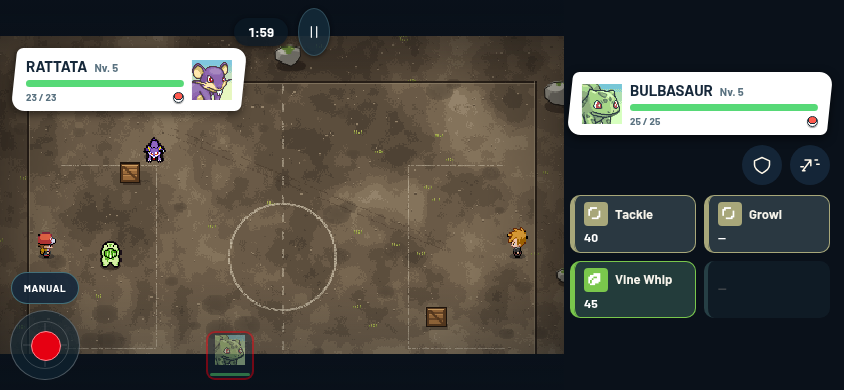 1:59
RATTATA Nv. 5
23 / 23
BULBASAUR Nv. 5
25 / 25
Tackle
40
Growl
–
Vine Whip
45
–
MANUAL